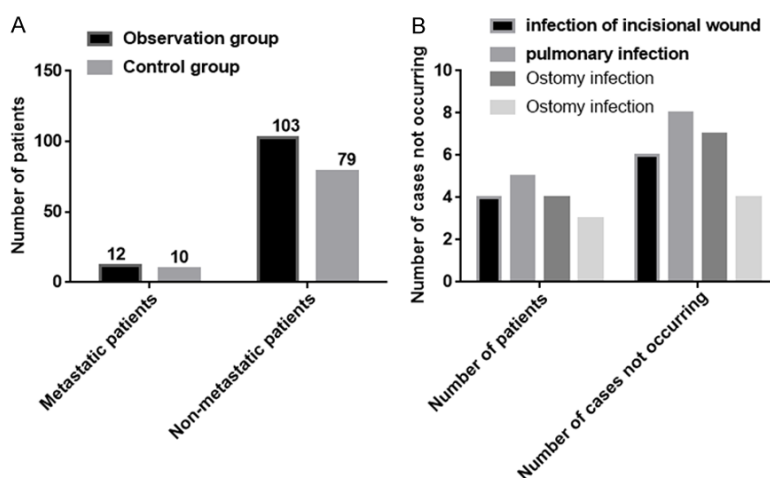 A
Observation group
Control group
Number of patients
150
100
50
0
12
10
103
79
Metastatic patients
Non-metastatic patients
B
infection of incisional wound
pulmonary infection
Ostomy infection
Ostomy infection
Number of cases not occurring
10
8
6
4
2
0
Number of patients
Number of cases not occurring